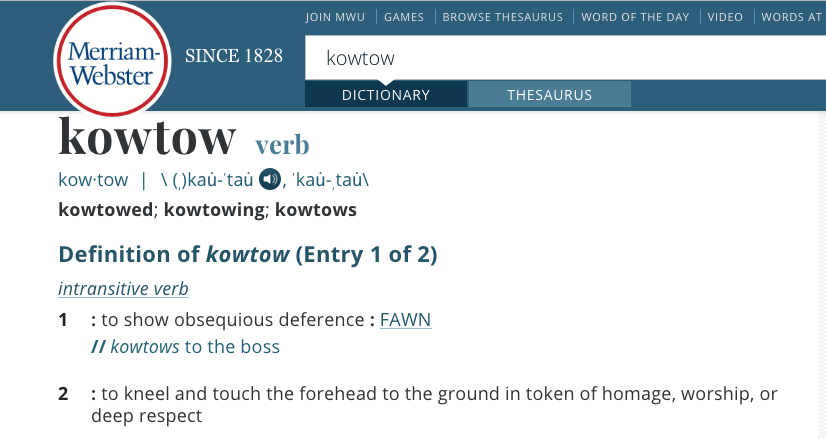 JOIN MWU GAMES BROWSE THESAURUS WORD OF THE DAY VIDEO WORDS AT
Merriam-
Webster
SINCE 1828
kowtow
DICTIONARY THESAURUS
kowtow verb
kow·tow | \ (ˌ)kau̇-ˈtau̇ , ˈkau̇-ˌtau̇\
kowtowed; kowtowing; kowtows
Definition of kowtow (Entry 1 of 2)
intransitive verb
1 : to show obsequious deference : FAWN
// kowtows to the boss
2 : to kneel and touch the forehead to the ground in token of homage, worship, or
deep respect